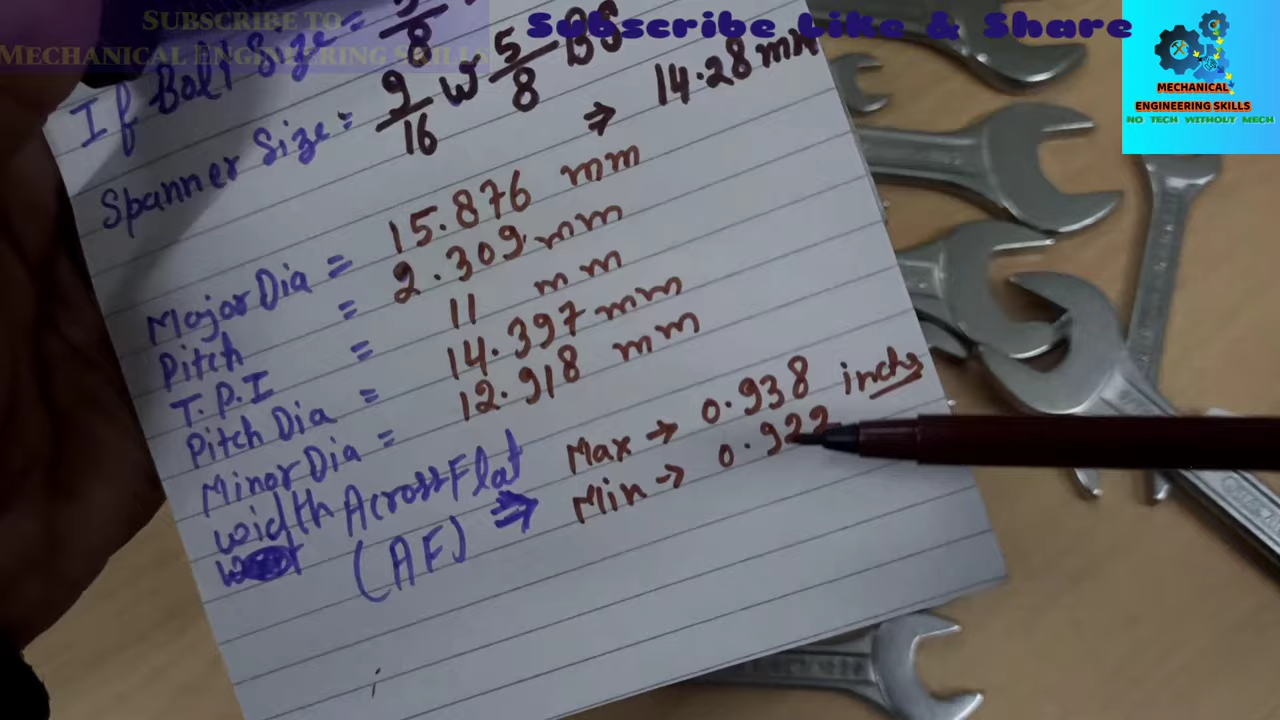 SUBSCRIBE TO
MECHANICAL ENGINEERING SKILLS
Subscribe Like & Share
MECHANICAL
ENGINEERING SKILLS
NO TECH WITHOUT MECH
If Bolt Size = 5/8
Spanner Size = 9/16 W 5/8 BS
⇒ 14.28 mm
Major Dia = 15.876 mm
Pitch = 2.309 mm
T.P.I = 11 mm
Pitch Dia = 14.397 mm
Minor Dia = 12.918 mm
Width Across Flat
(AF) ⇒ Max → 0.938 inch
Min → 0.922